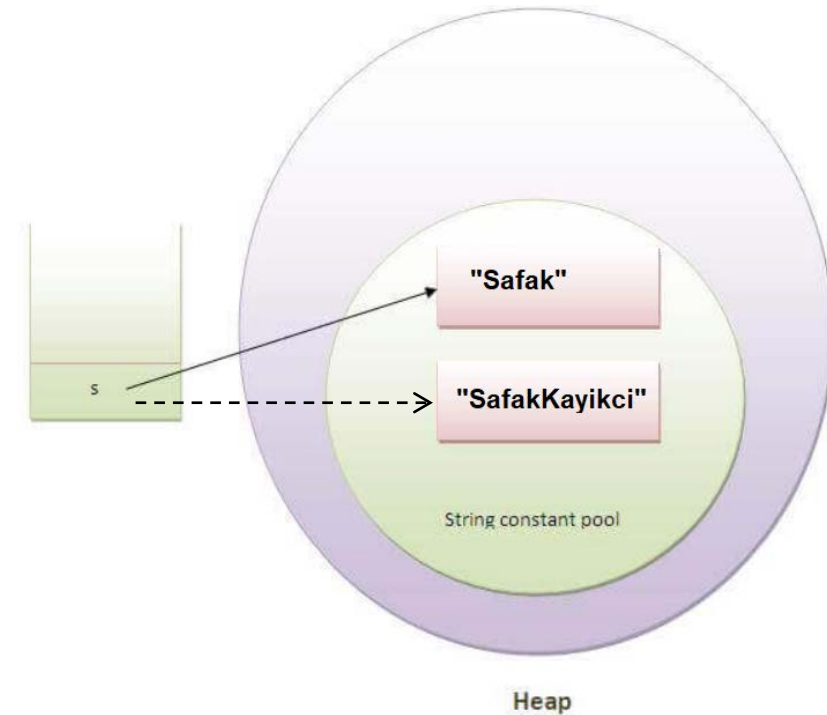 "Safak"
s
"SafakKayikci"
String constant pool
Heap